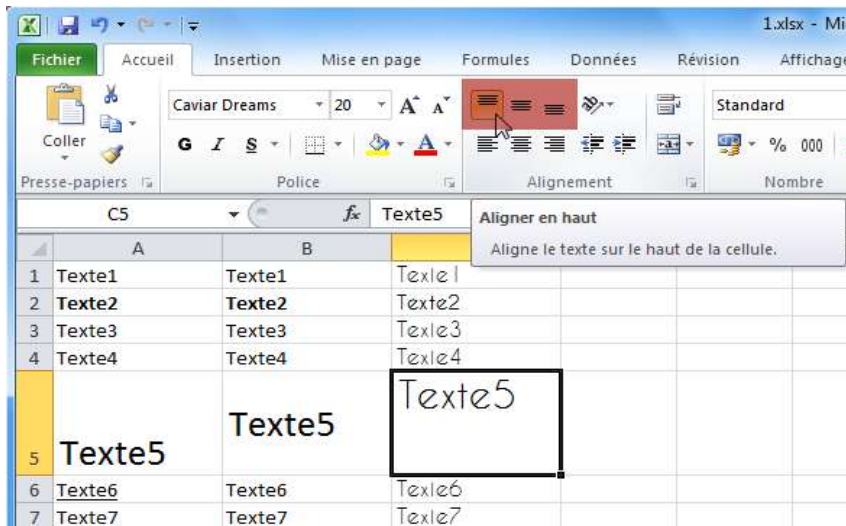 1.xlsx - Mi
Fichier Accueil Insertion Mise en page Formules Données Révision Affichage
Caviar Dreams 20 A A Standard
Coller G I S A % 000
Presse-papiers Police Alignement Nombre
C5 fx Texte5
Aligner en haut
Aligne le texte sur le haut de la cellule.
A B
1 Texte1 Texte1 Texte1
2 Texte2 Texte2 Texte2
3 Texte3 Texte3 Texte3
4 Texte4 Texte4 Texte4
5 Texte5 Texte5 Texte5
6 Texte6 Texte6 Texte6
7 Texte7 Texte7 Texte7